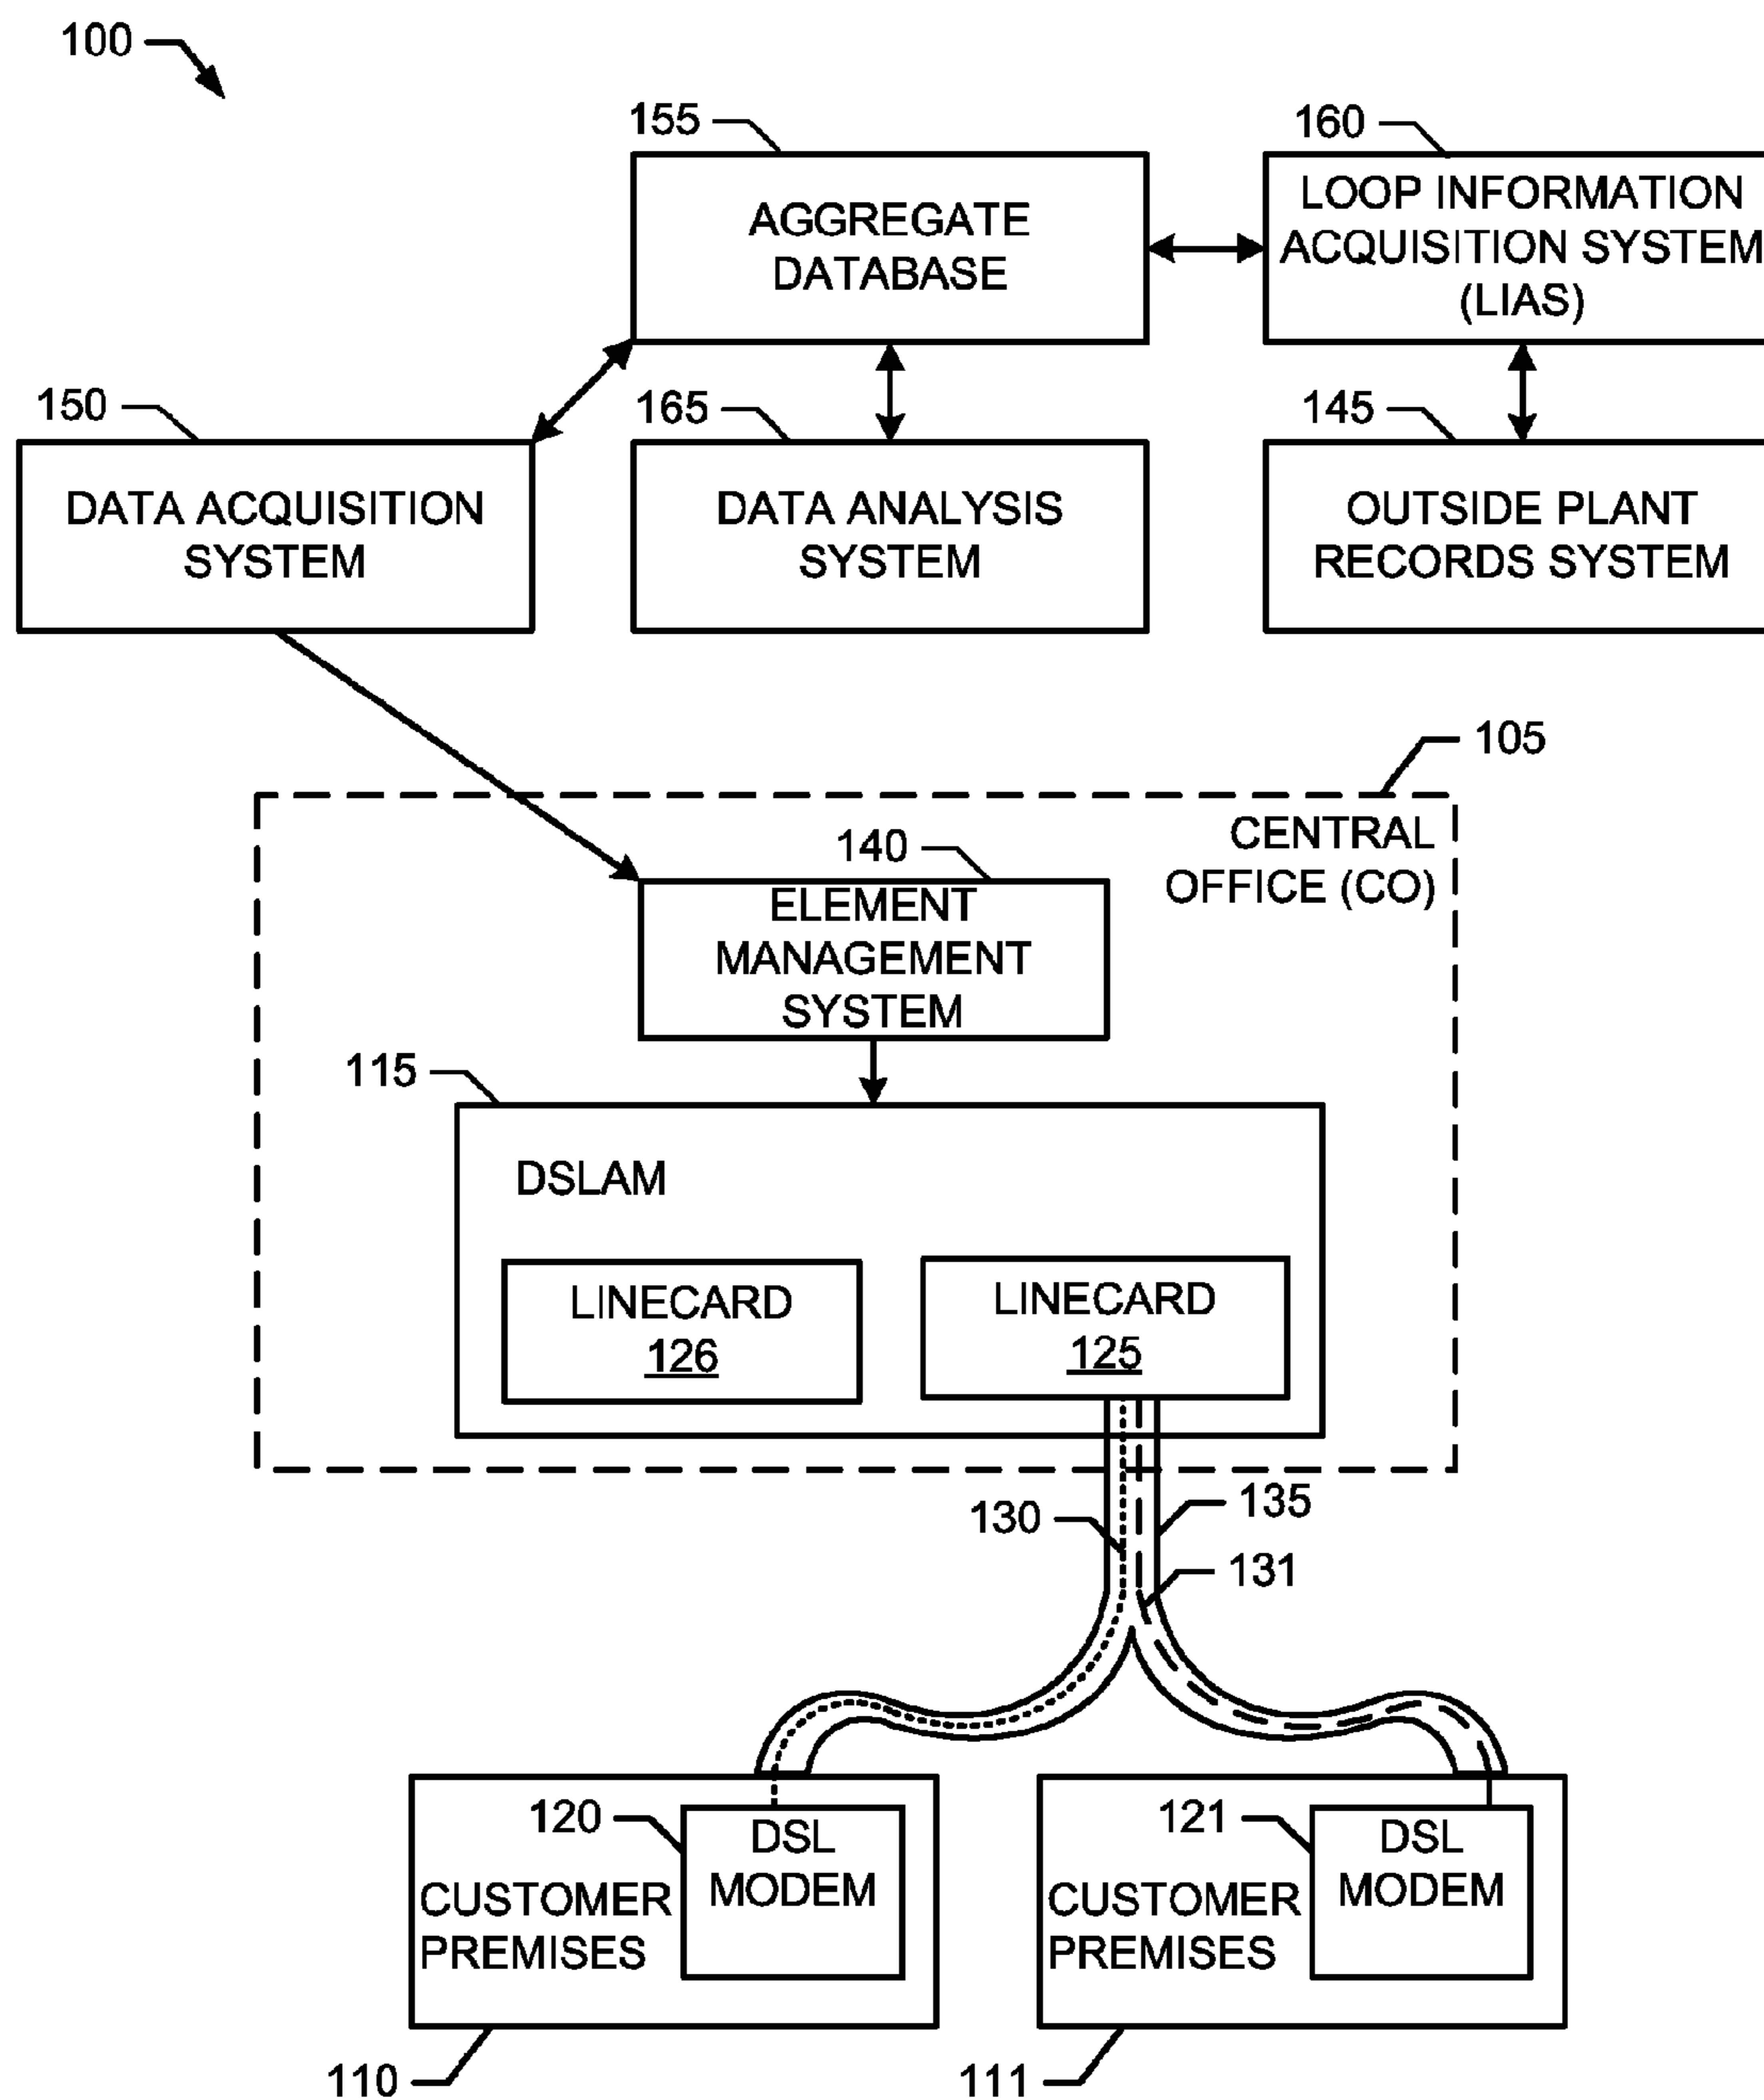 100
155
160
AGGREGATE
DATABASE
LOOP INFORMATION
ACQUISITION SYSTEM
(LIAS)
150
165
145
DATA ACQUISITION
SYSTEM
DATA ANALYSIS
SYSTEM
OUTSIDE PLANT
RECORDS SYSTEM
105
CENTRAL
OFFICE (CO)
140
ELEMENT
MANAGEMENT
SYSTEM
115
DSLAM
LINECARD
126
LINECARD
125
130
135
131
120
DSL
MODEM
CUSTOMER
PREMISES
121
DSL
MODEM
CUSTOMER
PREMISES
110
111